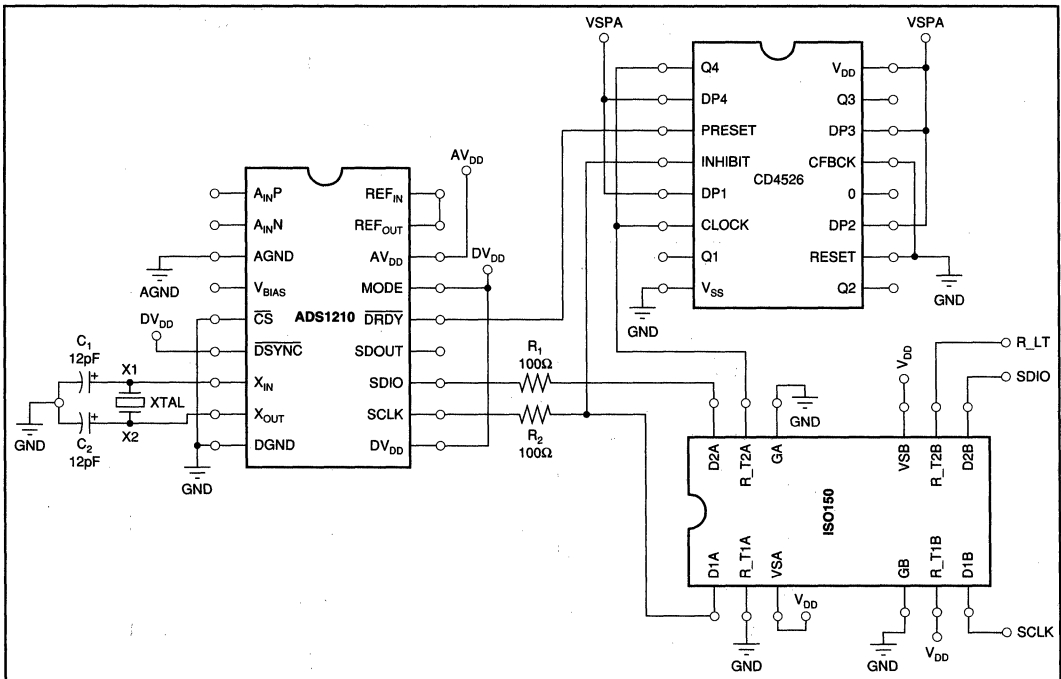 VSPA
VSPA
Q4
DP4
PRESET
INHIBIT
DP1
CLOCK
Q1
VSS
CD4526
VDD
Q3
DP3
CFBCK
0
DP2
RESET
Q2
GND
GND
AVDD
DVDD
AINP
AINN
AGND
VBIAS
CS
DSYNC
XIN
XOUT
DGND
ADS1210
REFIN
REFOUT
AVDD
MODE
DRDY
SDOUT
SDIO
SCLK
DVDD
AGND
DVDD
C1
12pF
X1
XTAL
X2
C2
12pF
GND
GND
R1
100Ω
R2
100Ω
GND
VDD
R_LT
SDIO
D2A
R_T2A
GA
VSB
R_T2B
D2B
ISO150
D1A
R_T1A
VSA
GB
R_T1B
D1B
VDD
GND
GND
VDD
SCLK